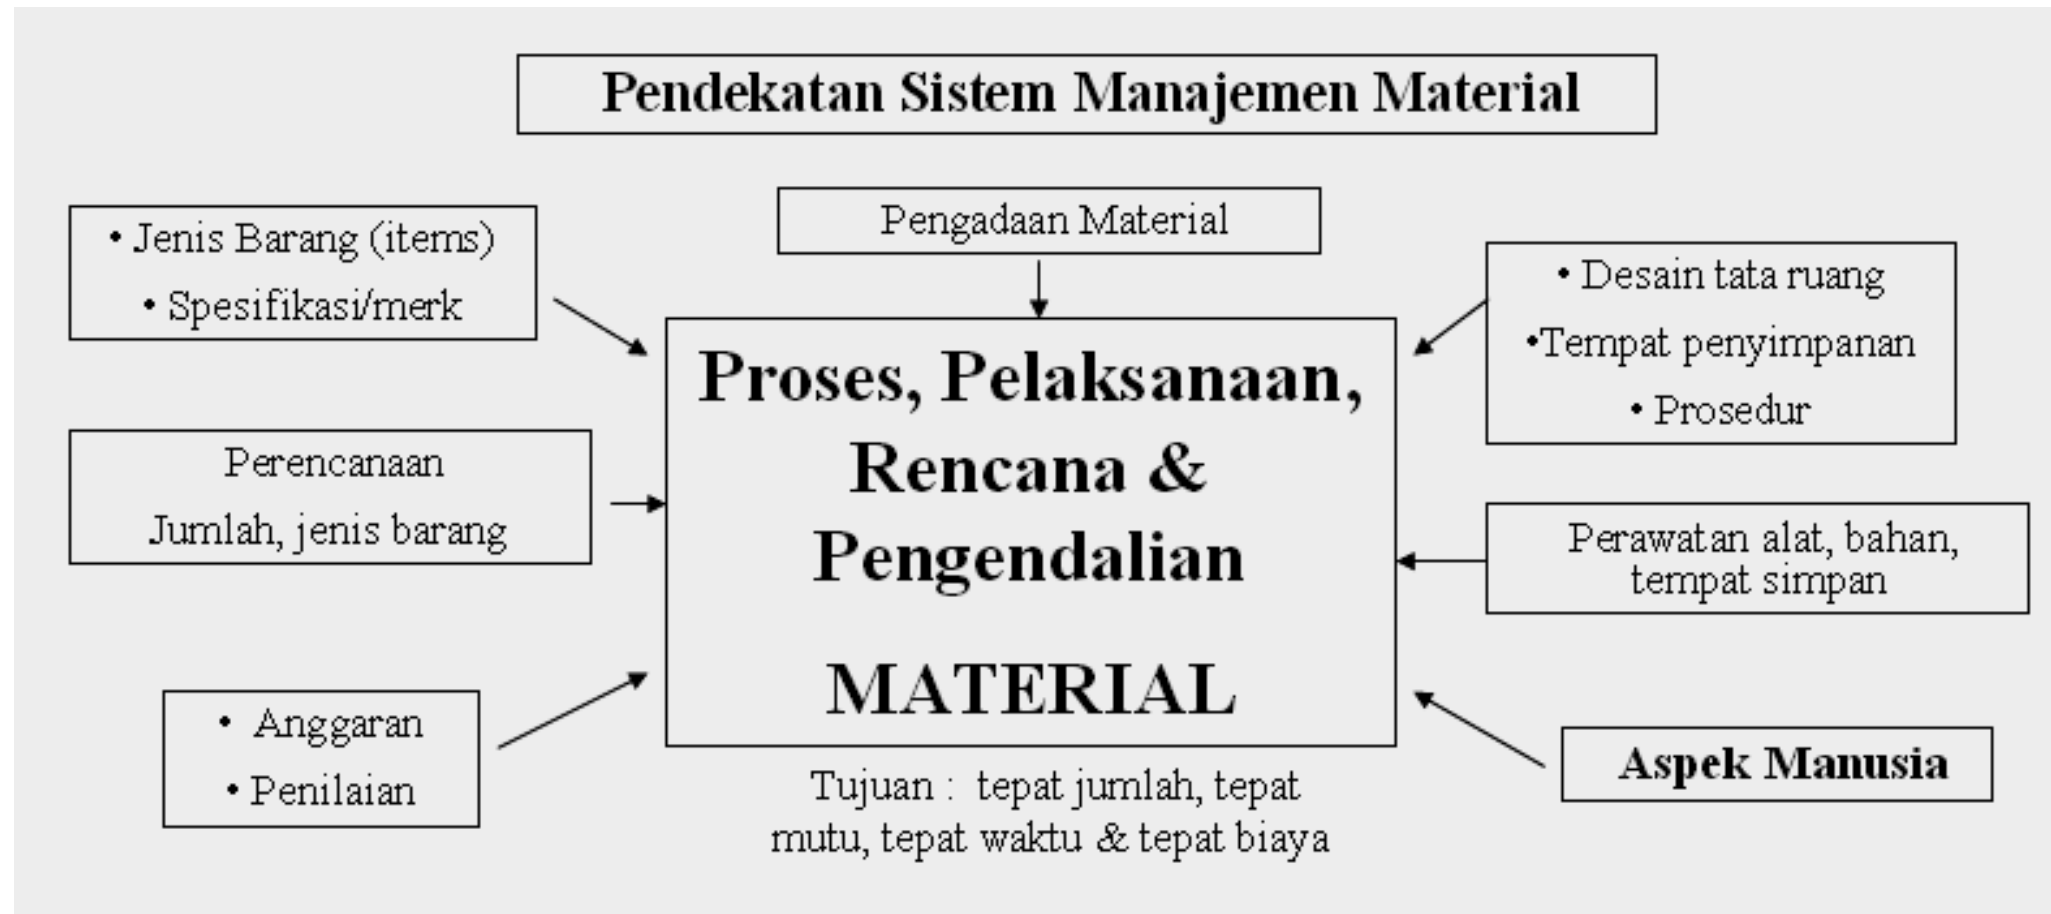 Pendekatan Sistem Manajemen Material
Pengadaan Material
• Jenis Barang (items)
• Spesifikasi/merk
Perencanaan
Jumlah, jenis barang
• Anggaran
• Penilaian
Proses, Pelaksanaan,
Rencana &
Pengendalian
MATERIAL
Tujuan : tepat jumlah, tepat
mutu, tepat waktu & tepat biaya
• Desain tata ruang
•Tempat penyimpanan
• Prosedur
Perawatan alat, bahan,
tempat simpan
Aspek Manusia